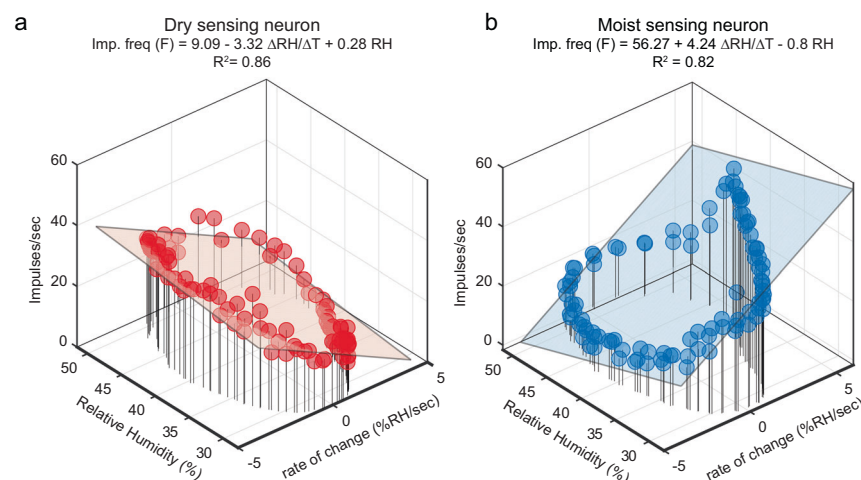 a
Dry sensing neuron
Imp. freq (F) = 9.09 - 3.32 ΔRH/ΔT + 0.28 RH
R²= 0.86
60
40
20
0
Impulses/sec
50
45
40
35
30
Relative Humidity (%)
-5
0
5
rate of change (%RH/sec)
b
Moist sensing neuron
Imp. freq (F) = 56.27 + 4.24 ΔRH/ΔT - 0.8 RH
R² = 0.82
60
40
20
0
Impulses/sec
50
45
40
35
30
Relative Humidity (%)
-5
0
5
rate of change (%RH/sec)